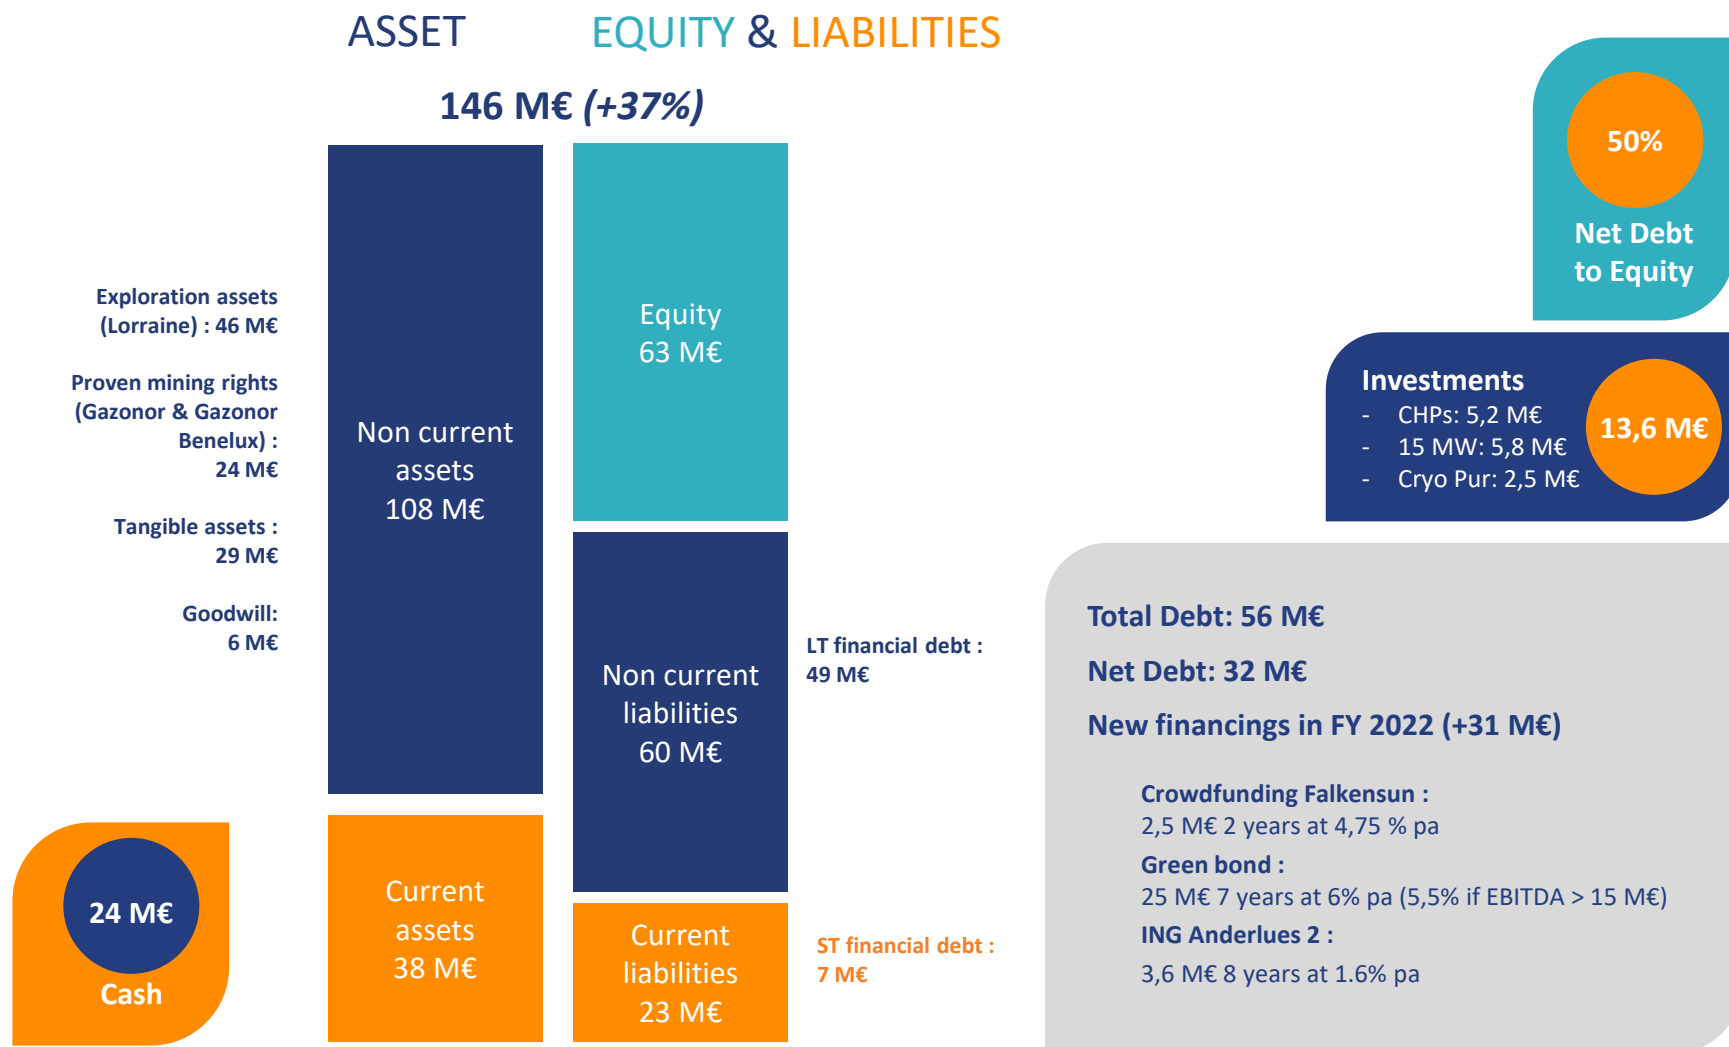 ASSET
EQUITY & LIABILITIES
146 M€ (+37%)
Exploration assets
(Lorraine) : 46 M€
Proven mining rights
(Gazonor & Gazonor
Benelux) :
24 M€
Tangible assets :
29 M€
Goodwill:
6 M€
Non current
assets
108 M€
Current
assets
38 M€
24 M€
Cash
Equity
63 M€
Non current
liabilities
60 M€
Current
liabilities
23 M€
LT financial debt :
49 M€
ST financial debt :
7 M€
50%
Net Debt
to Equity
Investments
- CHPs: 5,2 M€
- 15 MW: 5,8 M€
- Cryo Pur: 2,5 M€
13,6 M€
Total Debt: 56 M€
Net Debt: 32 M€
New financings in FY 2022 (+31 M€)
Crowdfunding Falkensun :
2,5 M€ 2 years at 4,75 % pa
Green bond :
25 M€ 7 years at 6% pa (5,5% if EBITDA > 15 M€)
ING Anderlues 2 :
3,6 M€ 8 years at 1.6% pa